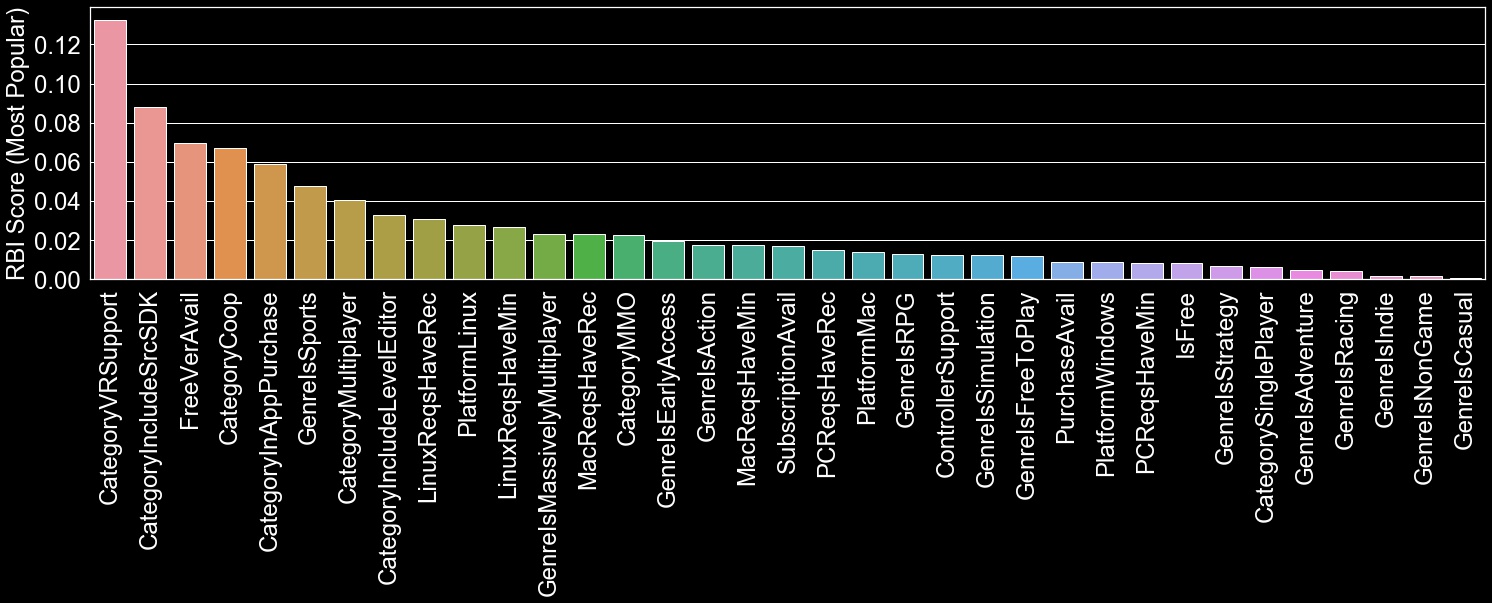 RBI Score (Most Popular)
0.12
0.10
0.08
0.06
0.04
0.02
0.00
CategoryVRSupport
CategoryIncludeSrcSDK
FreeVerAvail
CategoryCoop
CategoryInAppPurchase
GenreIsSports
CategoryMultiplayer
CategoryIncludeLevelEditor
LinuxReqsHaveRec
PlatformLinux
LinuxReqsHaveMin
GenreIsMassivelyMultiplayer
MacReqsHaveRec
CategoryMMO
GenreIsEarlyAccess
GenreIsAction
MacReqsHaveMin
SubscriptionAvail
PCReqsHaveRec
PlatformMac
GenreIsRPG
ControllerSupport
GenreIsSimulation
GenreIsFreeToPlay
PurchaseAvail
PlatformWindows
PCReqsHaveMin
IsFree
GenreIsStrategy
CategorySinglePlayer
GenreIsAdventure
GenreIsRacing
GenreIsIndie
GenreIsNonGame
GenreIsCasual